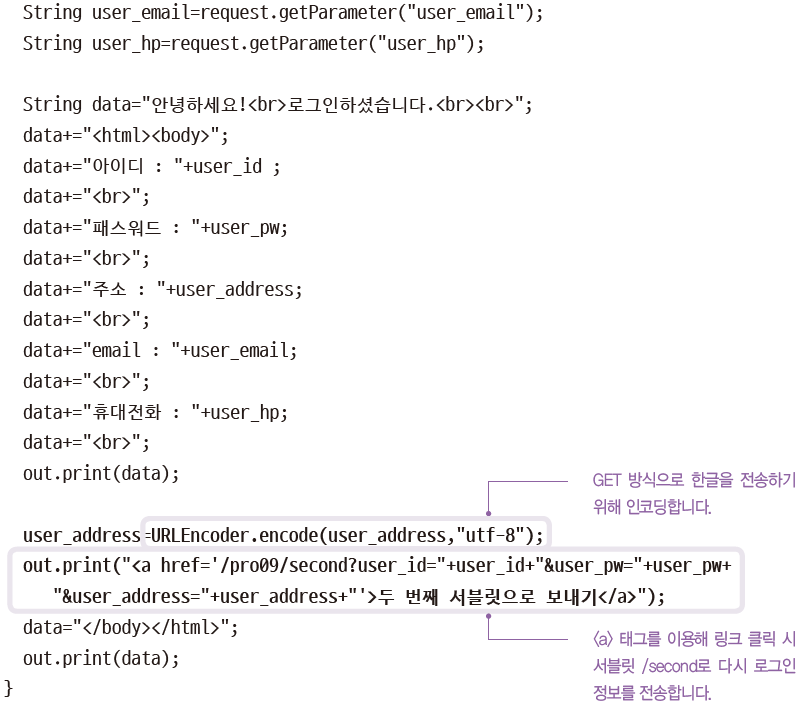 String user_email=request.getParameter("user_email");
String user_hp=request.getParameter("user_hp");
String data="안녕하세요!<br>로그인하셨습니다.<br><br>";
data+="<html><body>";
data+="아이디 : "+user_id ;
data+="<br>";
data+="패스워드 : "+user_pw;
data+="<br>";
data+="주소 : "+user_address;
data+="<br>";
data+="email : "+user_email;
data+="<br>";
data+="휴대전화 : "+user_hp;
data+="<br>";
out.print(data);
GET 방식으로 한글을 전송하기
위해 인코딩합니다.
user_address=URLEncoder.encode(user_address,"utf-8");
out.print("<a href='/pro09/second?user_id="+user_id+"&user_pw="+user_pw+
"&user_address="+user_address+"'>두 번째 서블릿으로 보내기</a>");
data="</body></html>";
out.print(data);
}
<a> 태그를 이용해 링크 클릭 시
서블릿 /second로 다시 로그인
정보를 전송합니다.